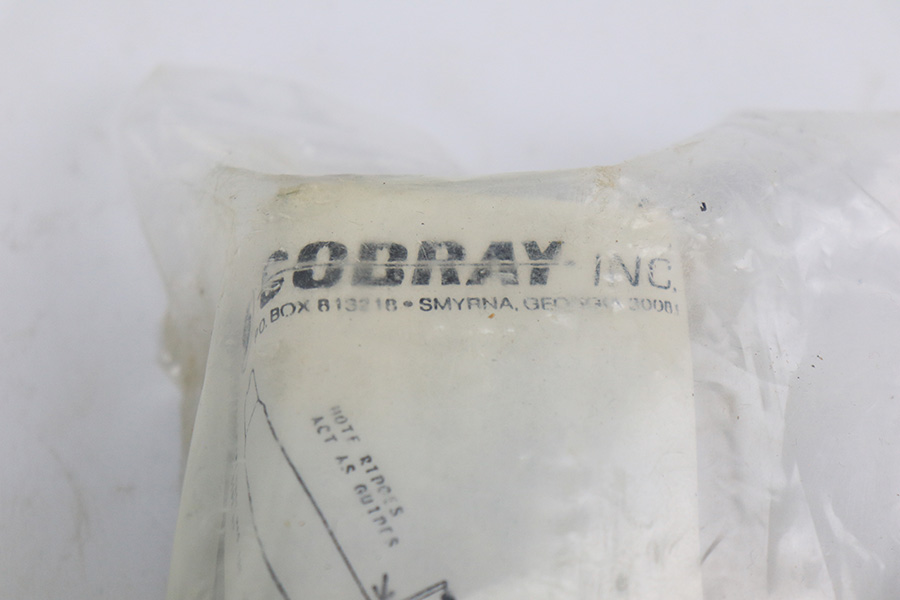 COBRAY INC.
P.O. BOX 813218 • SMYRNA, GEORGIA 30081
NOTE RIDGES
ACT AS GUIDES